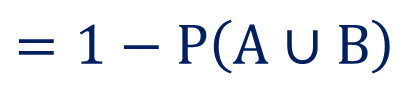 = 1 − P(A ∪ B)